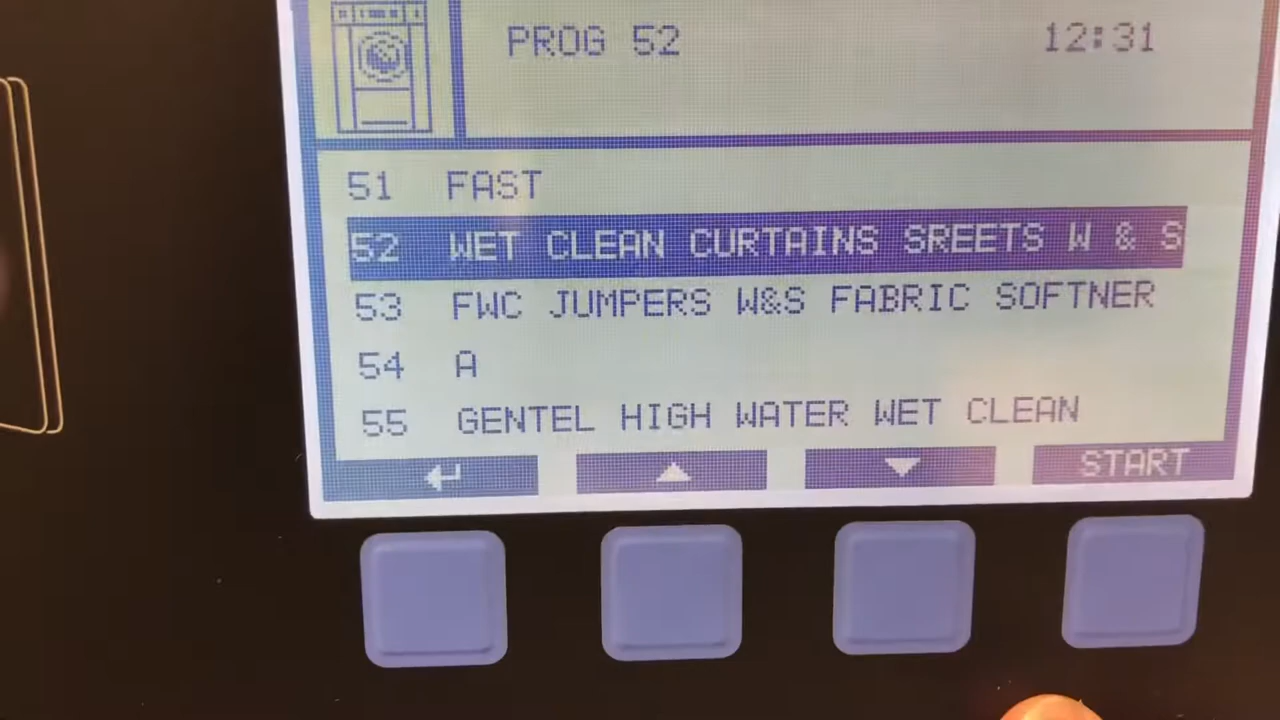 PROG 52 12:31
51 FAST
52 WET CLEAN CURTAINS SREETS W & S
53 FWC JUMPERS W&S FABRIC SOFTNER
54 A
55 GENTEL HIGH WATER WET CLEAN
START